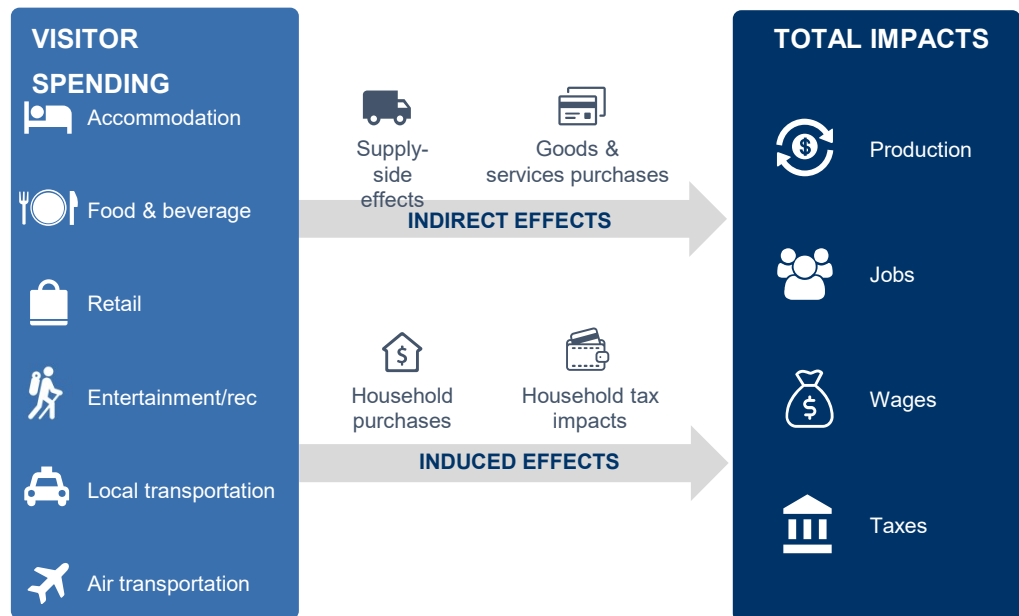 VISITOR
SPENDING
Accommodation
Food & beverage
Retail
Entertainment/rec
Local transportation
Air transportation
Supply-
side
effects
Goods &
services purchases
INDIRECT EFFECTS
Household
purchases
Household tax
impacts
INDUCED EFFECTS
TOTAL IMPACTS
Production
Jobs
Wages
Taxes